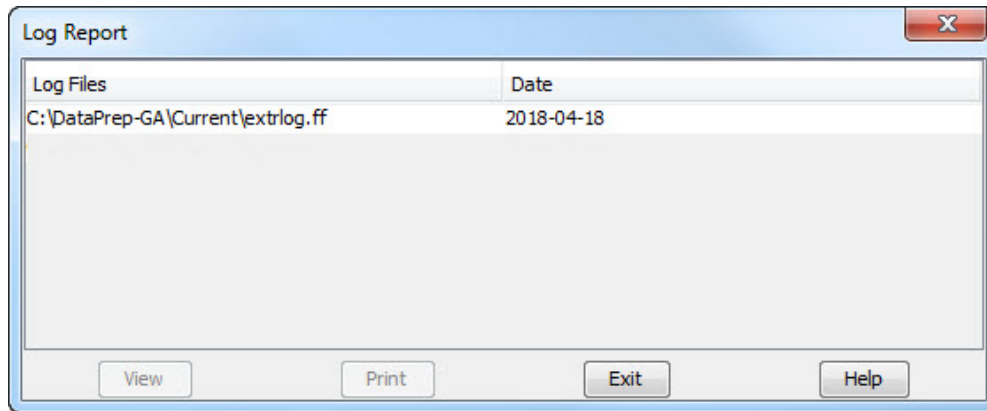 Log Report
Log Files Date
C:\DataPrep-GA\Current\extrlog.ff 2018-04-18
View Print Exit Help